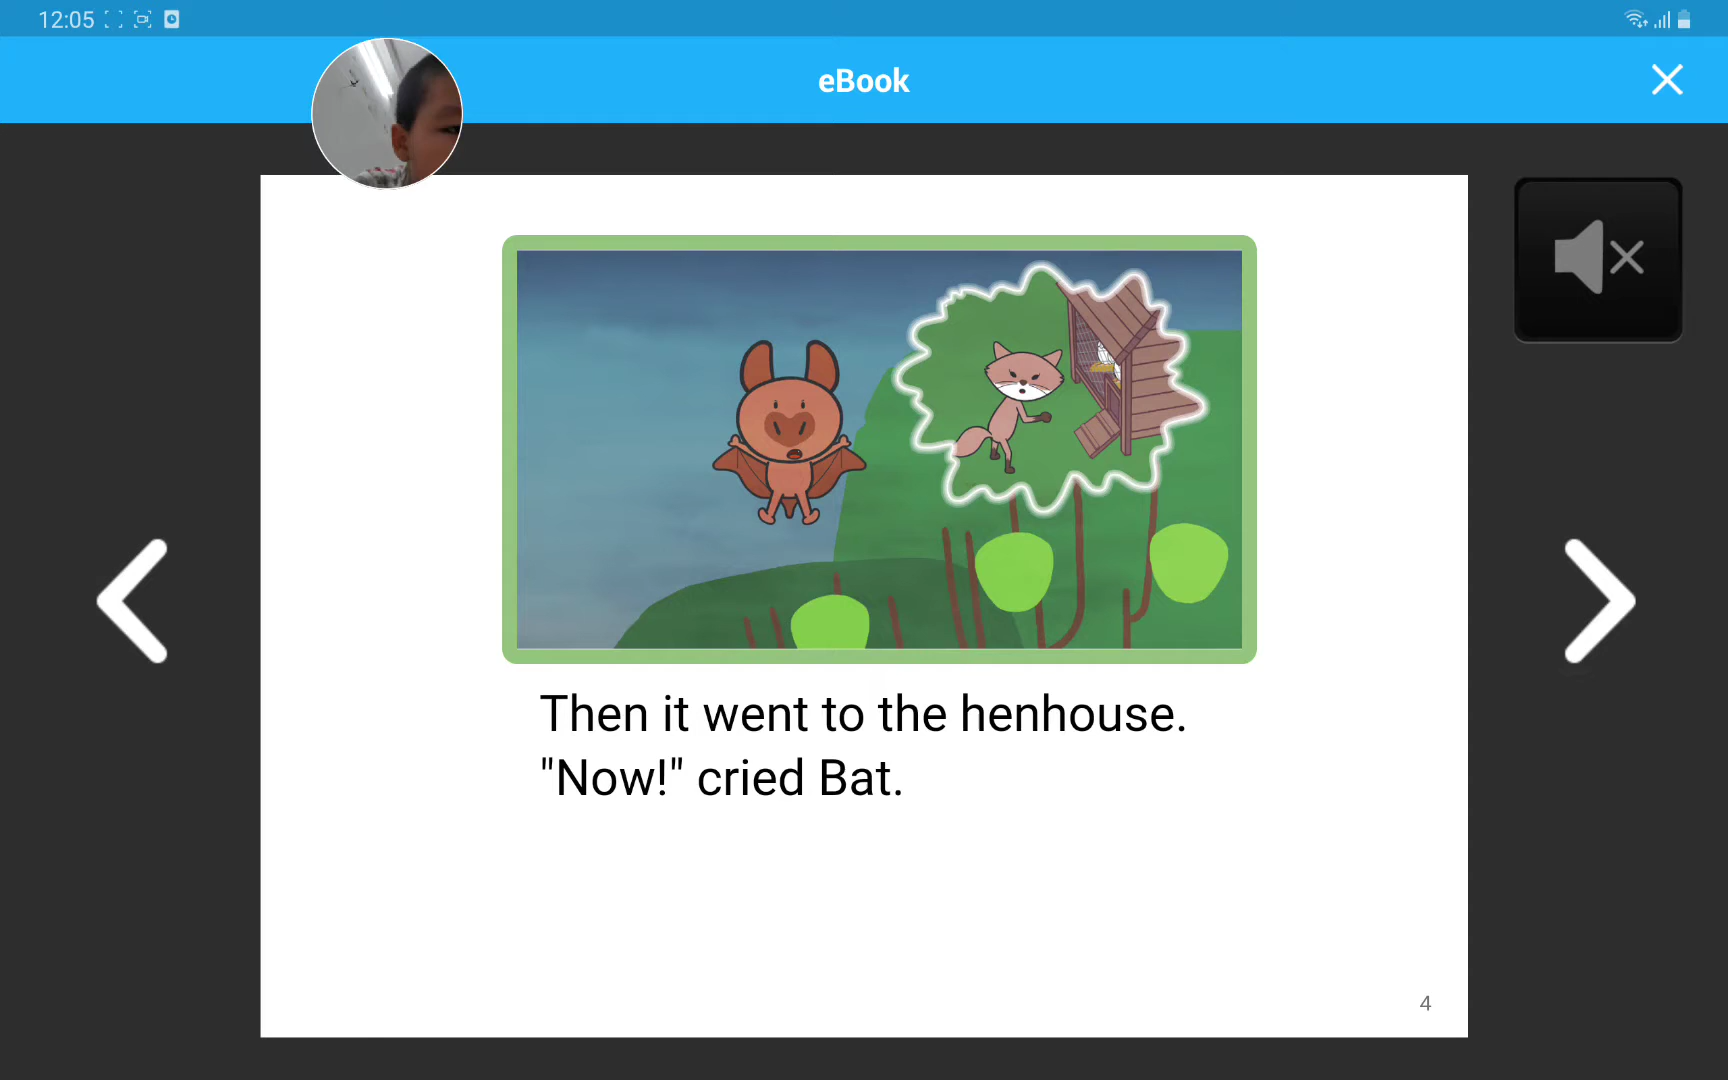 12:05
eBook
Then it went to the henhouse.
"Now!" cried Bat.
4